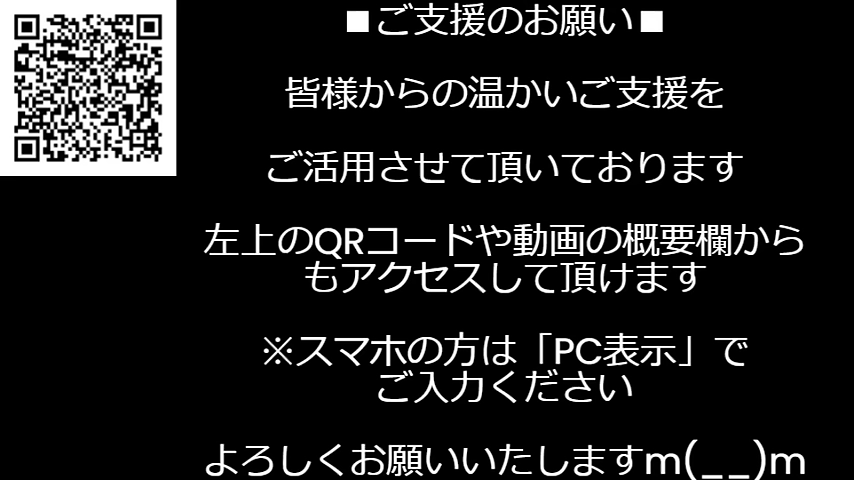 ■ご支援のお願い■
皆様からの温かいご支援を
ご活用させて頂いております
左上のQRコードや動画の概要欄から
もアクセスして頂けます
※スマホの方は「PC表示」で
ご入力ください
よろしくお願いいたしますm(__)m